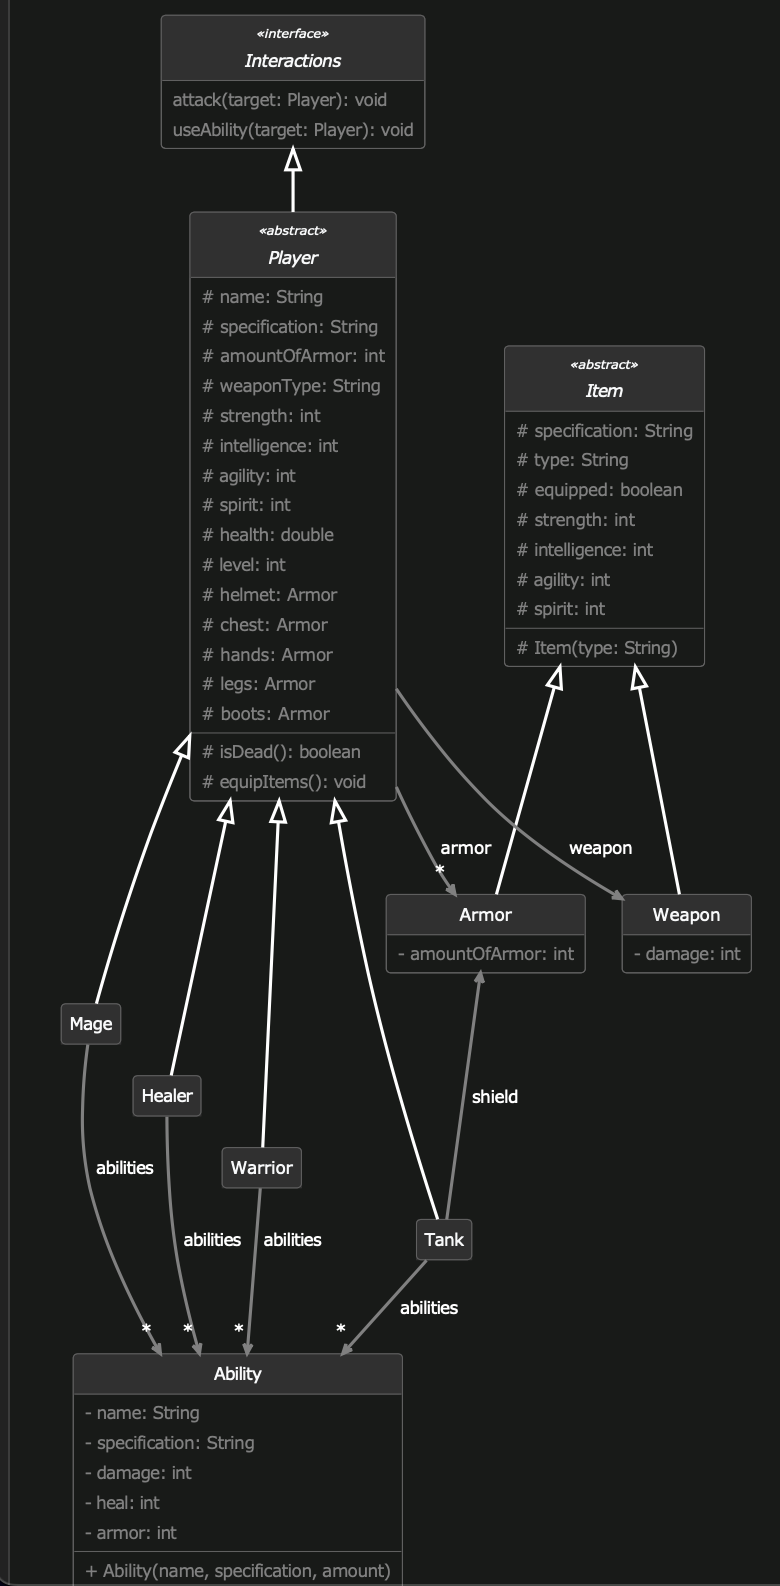 «interface»
Interactions
attack(target: Player): void
useAbility(target: Player): void
«abstract»
Player
# name: String
# specification: String
# amountOfArmor: int
# weaponType: String
# strength: int
# intelligence: int
# agility: int
# spirit: int
# health: double
# level: int
# helmet: Armor
# chest: Armor
# hands: Armor
# legs: Armor
# boots: Armor
# isDead(): boolean
# equipItems(): void
«abstract»
Item
# specification: String
# type: String
# equipped: boolean
# strength: int
# intelligence: int
# agility: int
# spirit: int
# Item(type: String)
armor
*
weapon
Armor
- amountOfArmor: int
Weapon
- damage: int
Mage
Healer
Warrior
Tank
shield
abilities
abilities
abilities
abilities
*
*
*
*
Ability
- name: String
- specification: String
- damage: int
- heal: int
- armor: int
+ Ability(name, specification, amount)